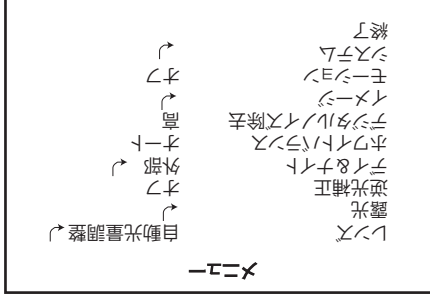 メニュー
レンズ 自動光量調整 ↵
露光 ↵
逆光補正 オフ
デイ&ナイト 外部 ↵
ホワイトバランス オート
デジタルノイズ除去 高
イメージ ↵
モーション オフ
システム ↵
終了